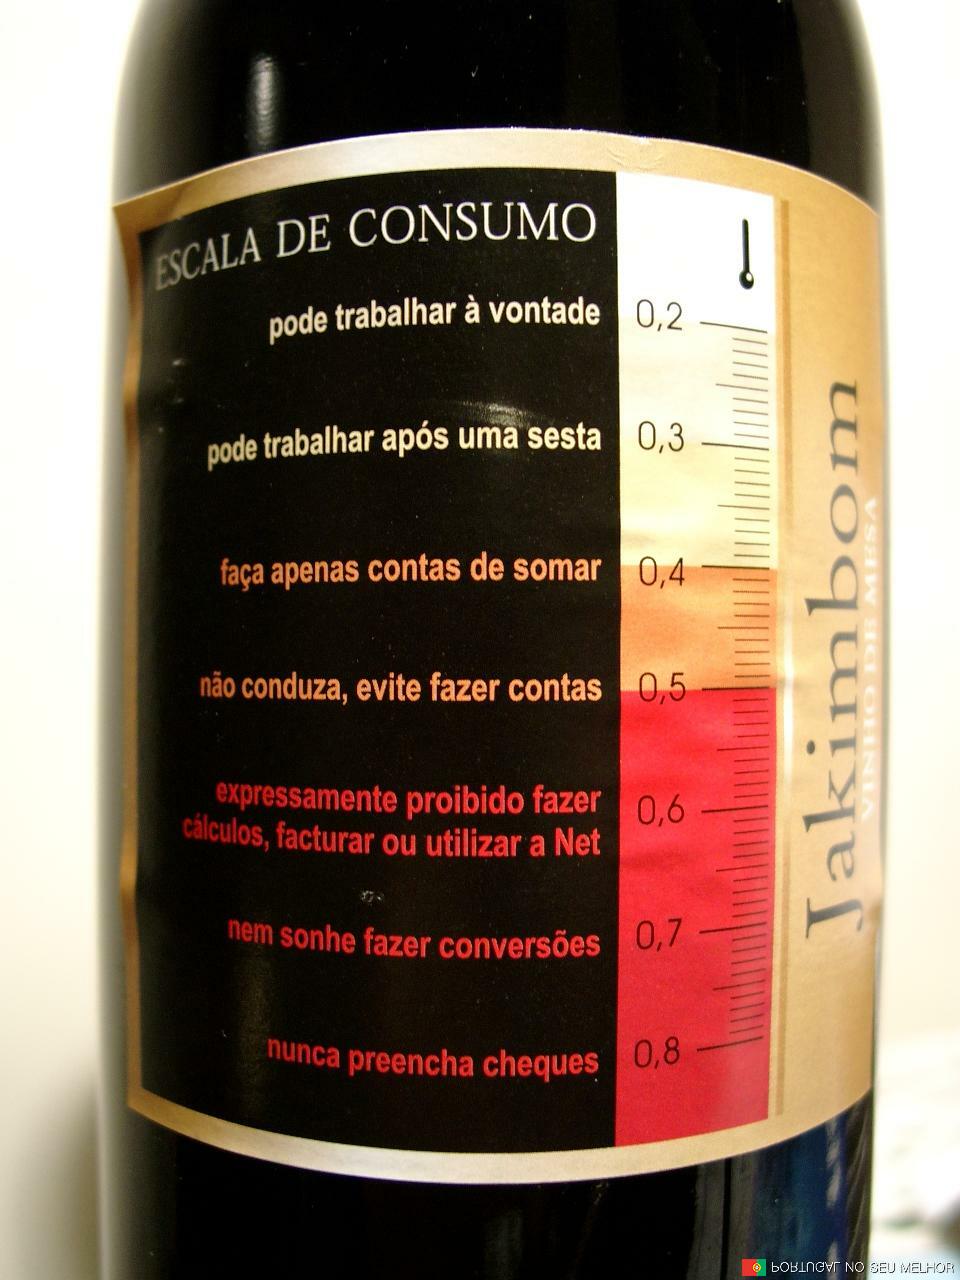 ESCALA DE CONSUMO
pode trabalhar à vontade 0,2
pode trabalhar após uma sesta 0,3
faça apenas contas de somar 0,4
não conduza, evite fazer contas 0,5
expressamente proibido fazer
cálculos, facturar ou utilizar a Net 0,6
nem sonhe fazer conversões 0,7
nunca preencha cheques 0,8
Jakimbom
VINHO DE MESA
PORTUGAL NO SEU MELHOR